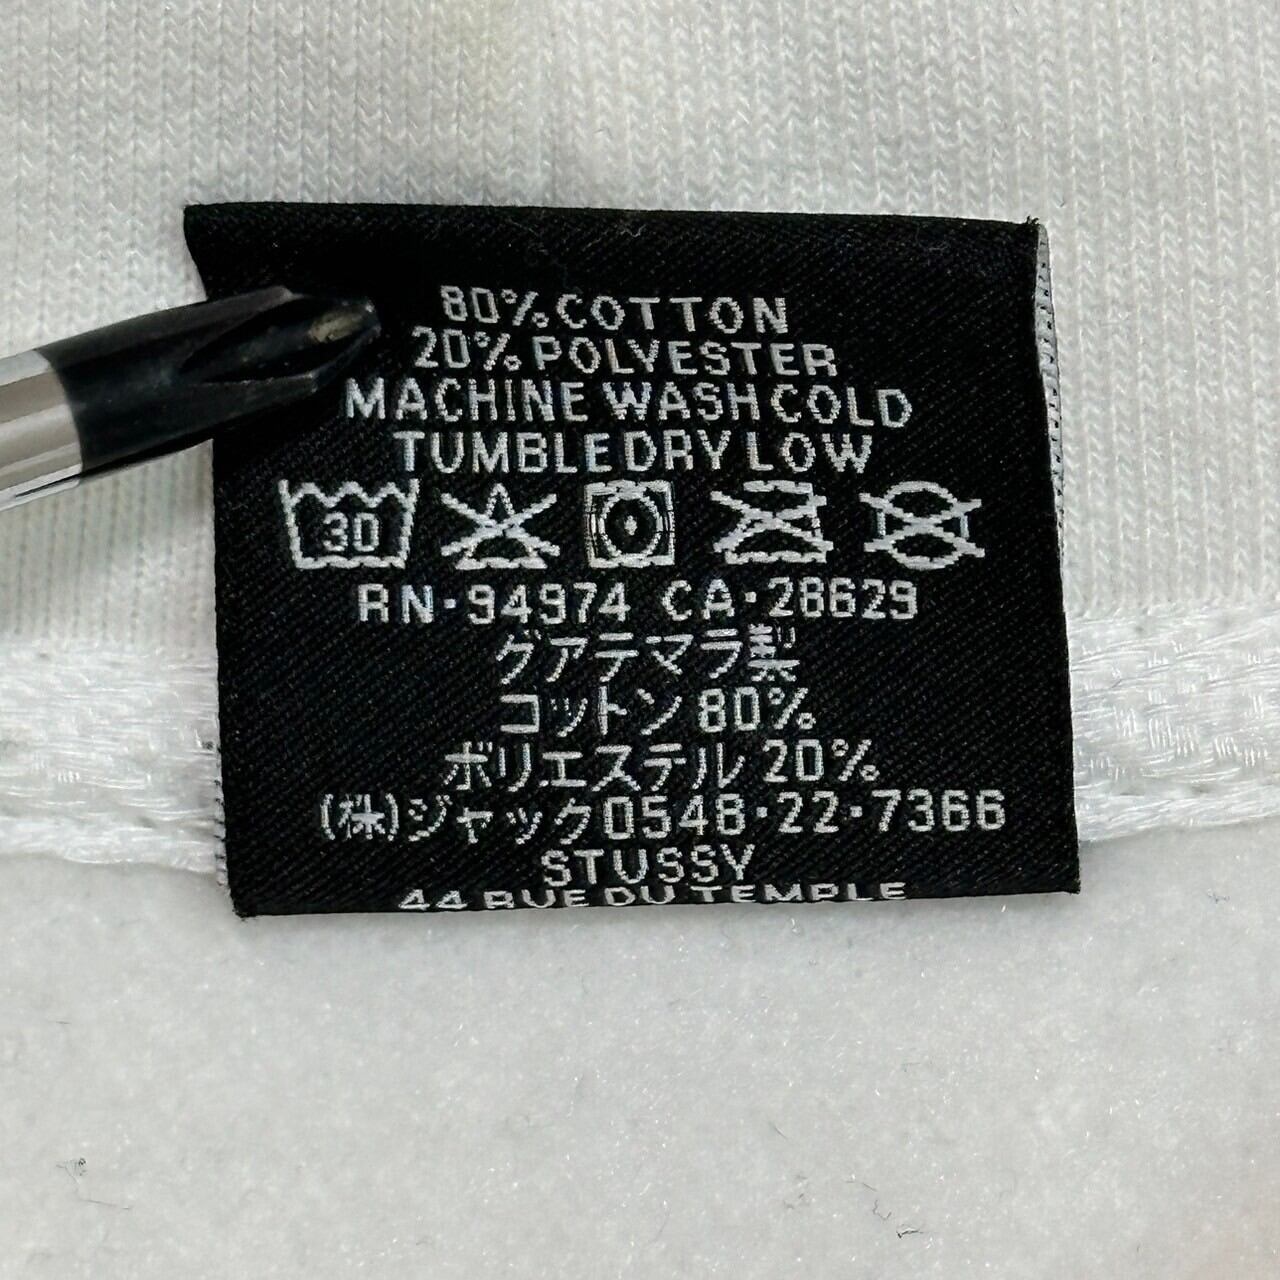 80% COTTON
20% POLYESTER
MACHINE WASH COLD
TUMBLE DRY LOW
30
RN·94974 CA·28629
グアテマラ製
コットン 80%
ポリエステル 20%
(株)ジャック0548·22·7366
STUSSY
44 RUE DU TEMPLE